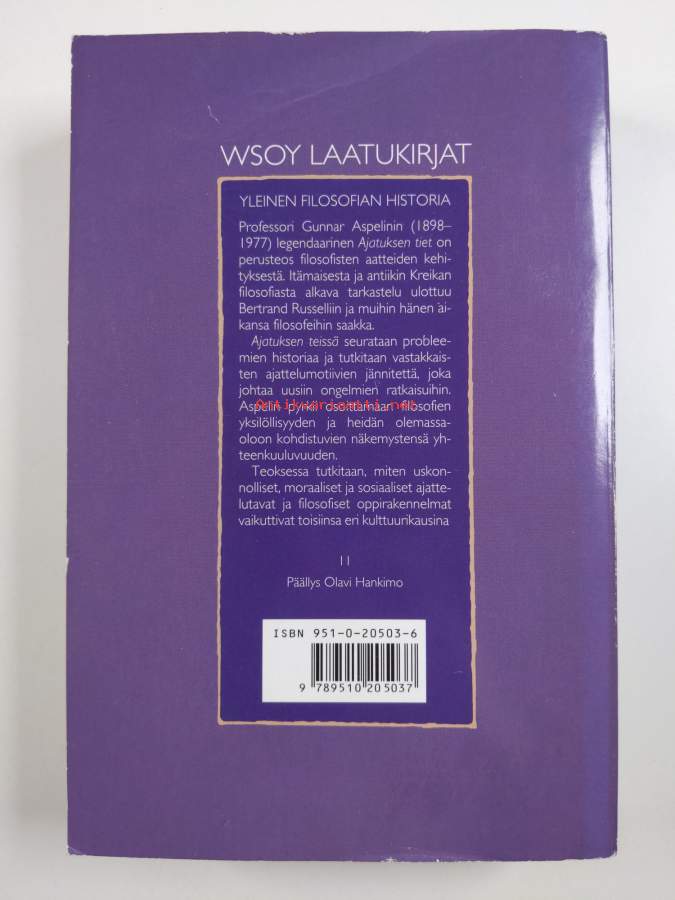 WSOY LAATUKIRJAT
YLEINEN FILOSOFIAN HISTORIA
Professori Gunnar Aspelinin (1898–
1977) legendaarinen Ajatuksen tiet on
perusteos filosofisten aatteiden kehi-
tyksestä. Itämaisesta ja antiikin Kreikan
filosofiasta alkava tarkastelu ulottuu
Bertrand Russelliin ja muihin hänen ai-
kansa filosofeihin saakka.
Ajatuksen teissä seurataan problee-
mien historiaa ja tutkitaan vastakkais-
ten ajattelumotiivien jännitettä, joka
johtaa uusiin ongelmien ratkaisuihin.
Antikvariaatti.net
Aspelin pyrkii osoittamaan filosofien
yksilöllisyyden ja heidän olemassa-
oloon kohdistuvien näkemystensä yh-
teenkuuluvuuden.
Teoksessa tutkitaan, miten uskon-
nolliset, moraaliset ja sosiaaliset ajatte-
lutavat ja filosofiset oppirakennelmat
vaikuttivat toisiinsa eri kulttuurikausina
11
Päällys Olavi Hankimo
ISBN 951-0-20503-6
9 789510 205037